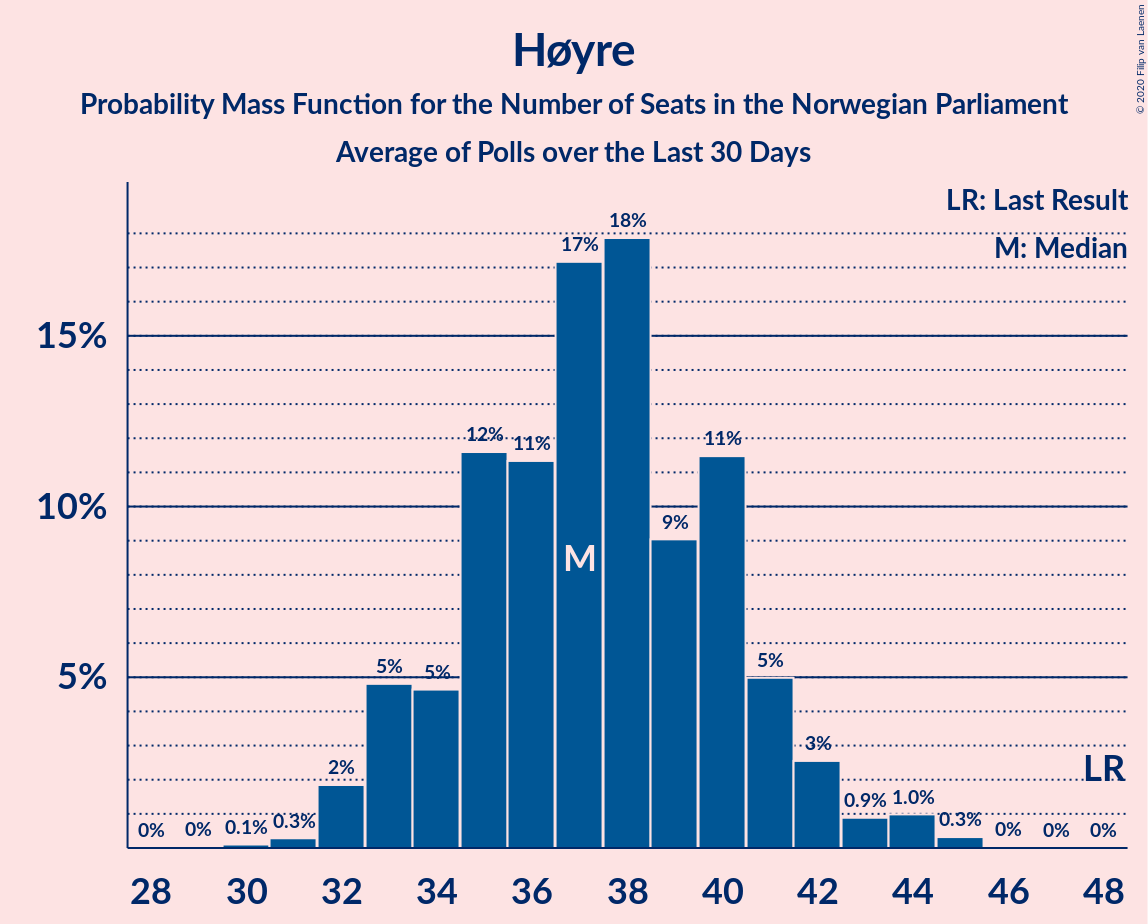 Høyre
Probability Mass Function for the Number of Seats in the Norwegian Parliament
Average of Polls over the Last 30 Days
© 2020 Filip van Laenen
LR: Last Result
M: Median
15%
10%
5%
0%
0%
0.1%
0.3%
2%
5%
5%
12%
11%
17%
18%
9%
11%
5%
3%
0.9%
1.0%
0.3%
0%
0%
0%
M
LR
28 30 32 34 36 38 40 42 44 46 48